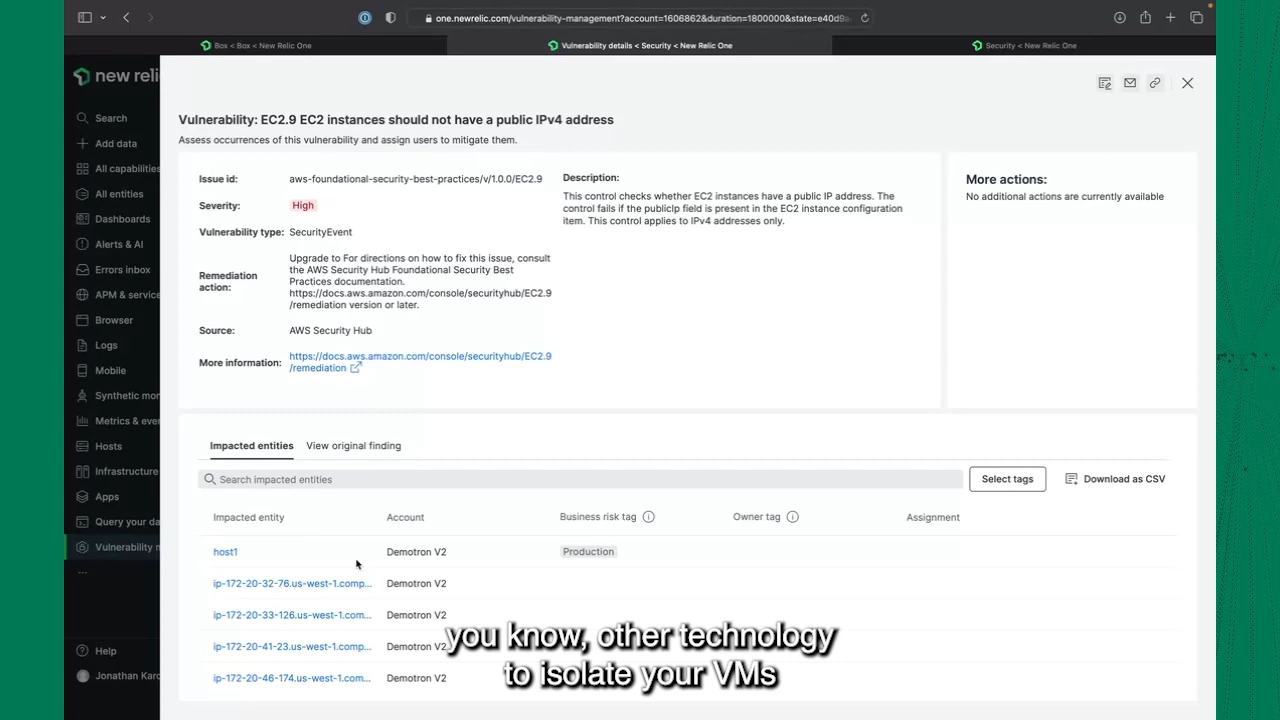 one.newrelic.com/vulnerability-management?account=1606862&duration=1800000&state=e40d9a
Box < Box < New Relic One
Vulnerability details < Security < New Relic One
Security < New Relic One
new reli
Search
Add data
All capabilities
All entities
Dashboards
Alerts & AI
Errors inbox
APM & service
Browser
Logs
Mobile
Synthetic mon
Metrics & even
Hosts
Infrastructure
Apps
Query your da
Vulnerability m
...
Help
Jonathan Karo
Vulnerability: EC2.9 EC2 instances should not have a public IPv4 address
Assess occurrences of this vulnerability and assign users to mitigate them.
Issue id: aws-foundational-security-best-practices/v/1.0.0/EC2.9
Severity: High
Vulnerability type: SecurityEvent
Remediation action:
Upgrade to For directions on how to fix this issue, consult
the AWS Security Hub Foundational Security Best
Practices documentation.
https://docs.aws.amazon.com/console/securityhub/EC2.9
/remediation version or later.
Source: AWS Security Hub
More information: https://docs.aws.amazon.com/console/securityhub/EC2.9
/remediation
Description:
This control checks whether EC2 instances have a public IP address. The
control fails if the publicIp field is present in the EC2 instance configuration
item. This control applies to IPv4 addresses only.
More actions:
No additional actions are currently available
Impacted entities View original finding
Search impacted entities Select tags Download as CSV
Impacted entity Account Business risk tag Owner tag Assignment
host1 Demotron V2 Production
ip-172-20-32-76.us-west-1.comp... Demotron V2
ip-172-20-33-126.us-west-1.com... Demotron V2
ip-172-20-41-23.us-west-1.com... Demotron V2
ip-172-20-46-174.us-west-1.com... Demotron V2
you know, other technology
to isolate your VMs